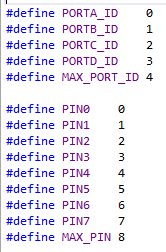 #define PORTA_ID 0
#define PORTB_ID 1
#define PORTC_ID 2
#define PORTD_ID 3
#define MAX_PORT_ID 4
#define PIN0 0
#define PIN1 1
#define PIN2 2
#define PIN3 3
#define PIN4 4
#define PIN5 5
#define PIN6 6
#define PIN7 7
#define MAX_PIN 8